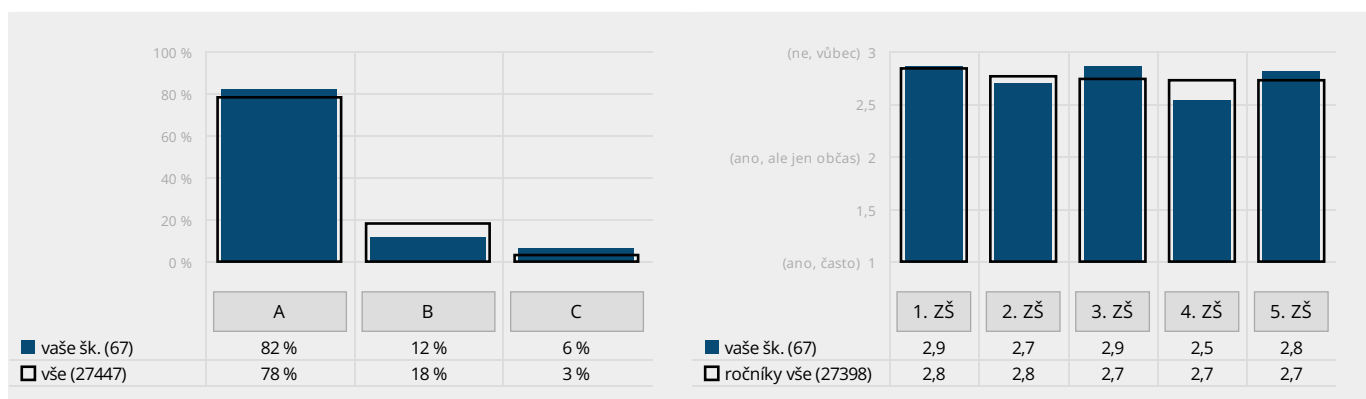 100 %
80 %
60 %
40 %
20 %
0 %
A B C
vaše šk. (67) 82 % 12 % 6 %
vše (27447) 78 % 18 % 3 %
(ne, vůbec) 3
2,5
(ano, ale jen občas) 2
1,5
(ano, často) 1
1. ZŠ 2. ZŠ 3. ZŠ 4. ZŠ 5. ZŠ
vaše šk. (67) 2,9 2,7 2,9 2,5 2,8
ročníky vše (27398) 2,8 2,8 2,7 2,7 2,7